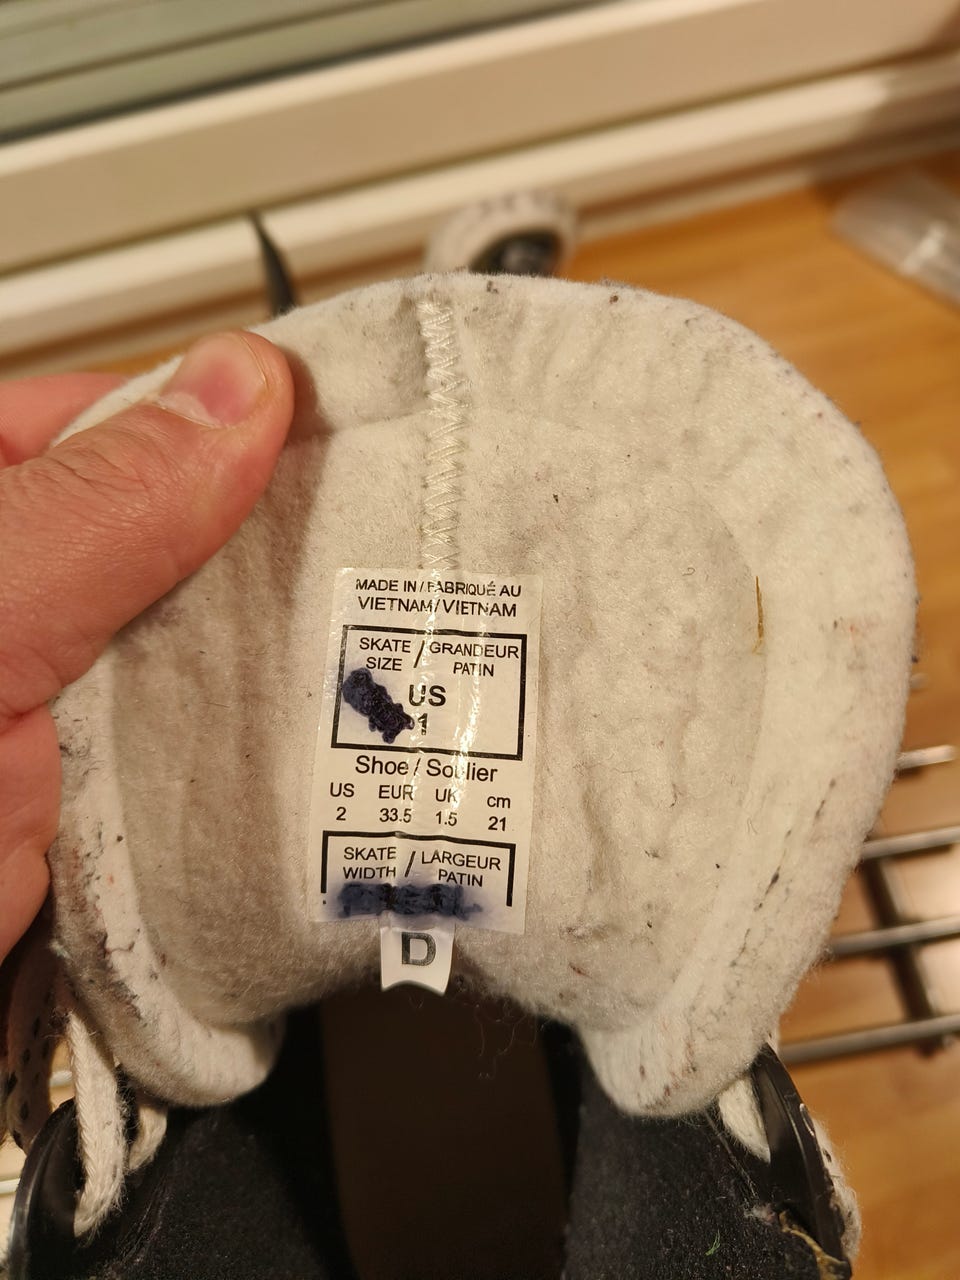 MADE IN / FABRIQUÉ AU
VIETNAM/VIETNAM
SKATE / GRANDEUR
SIZE PATIN
US
1
Shoe / Soulier
US EUR UK cm
2 33.5 1.5 21
SKATE / LARGEUR
WIDTH PATIN
D